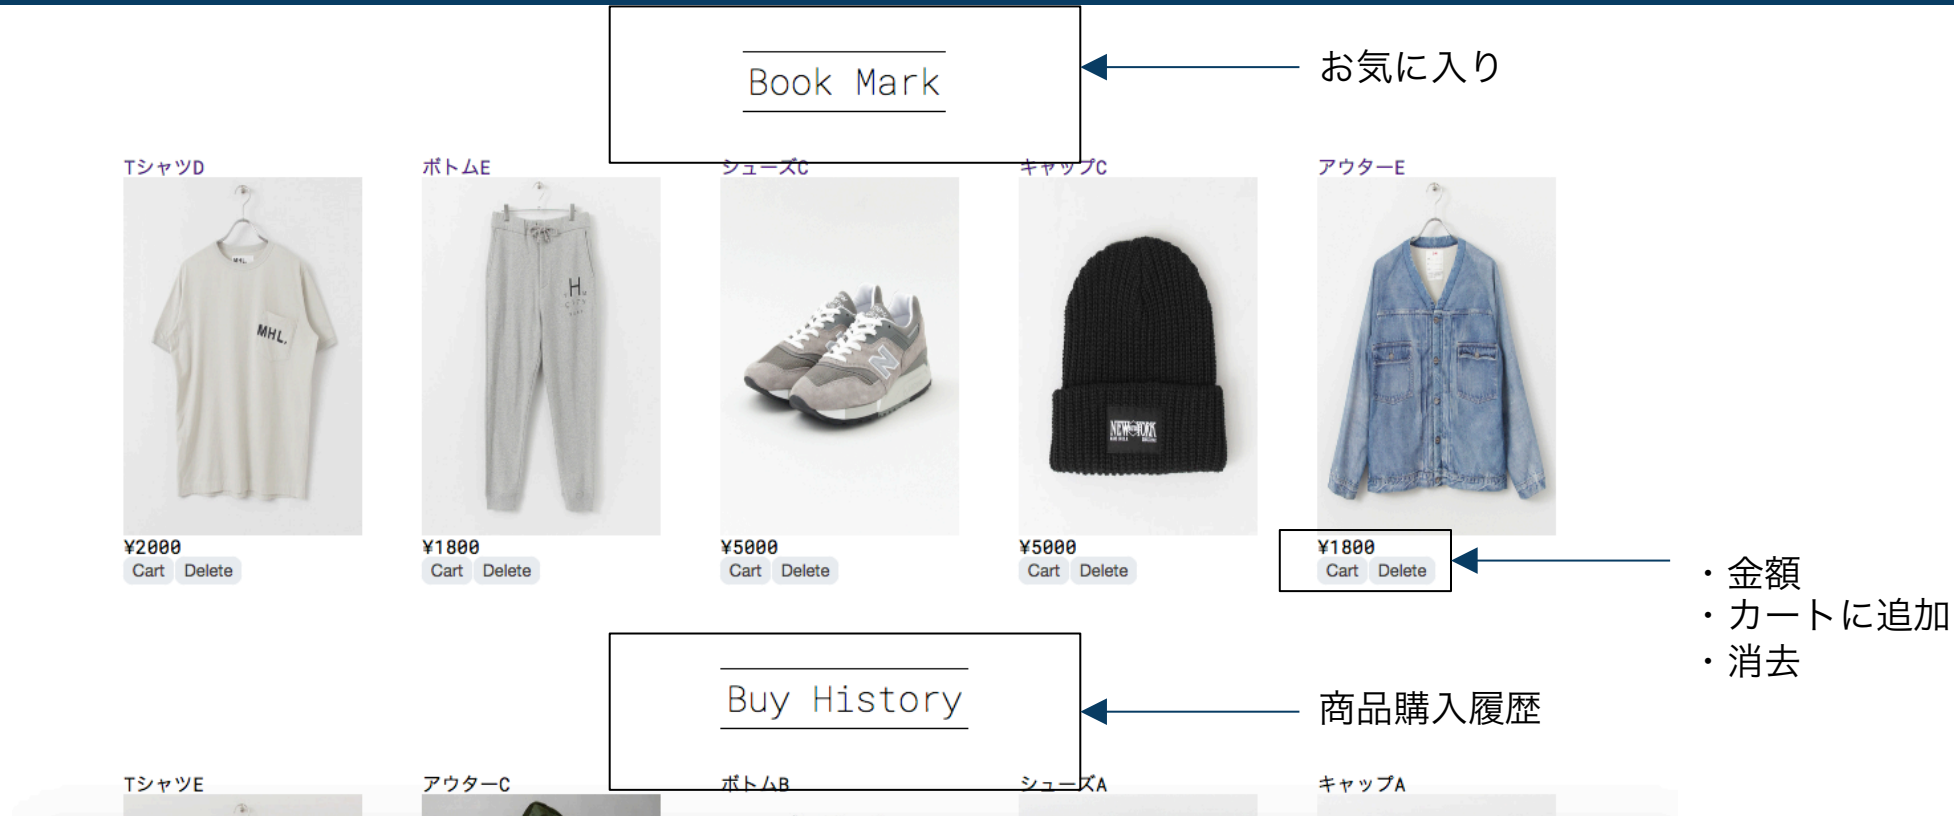 Book Mark
お気に入り
TシャツD
ボトムE
シューズC
キャップC
アウターE
MHL.
H
N
NEW YORK
¥2000
¥1800
¥5000
¥5000
¥1800
Cart Delete
Cart Delete
Cart Delete
Cart Delete
Cart Delete
・金額
・カートに追加
・消去
Buy History
商品購入履歴
TシャツE
アウターC
ボトムB
シューズA
キャップA